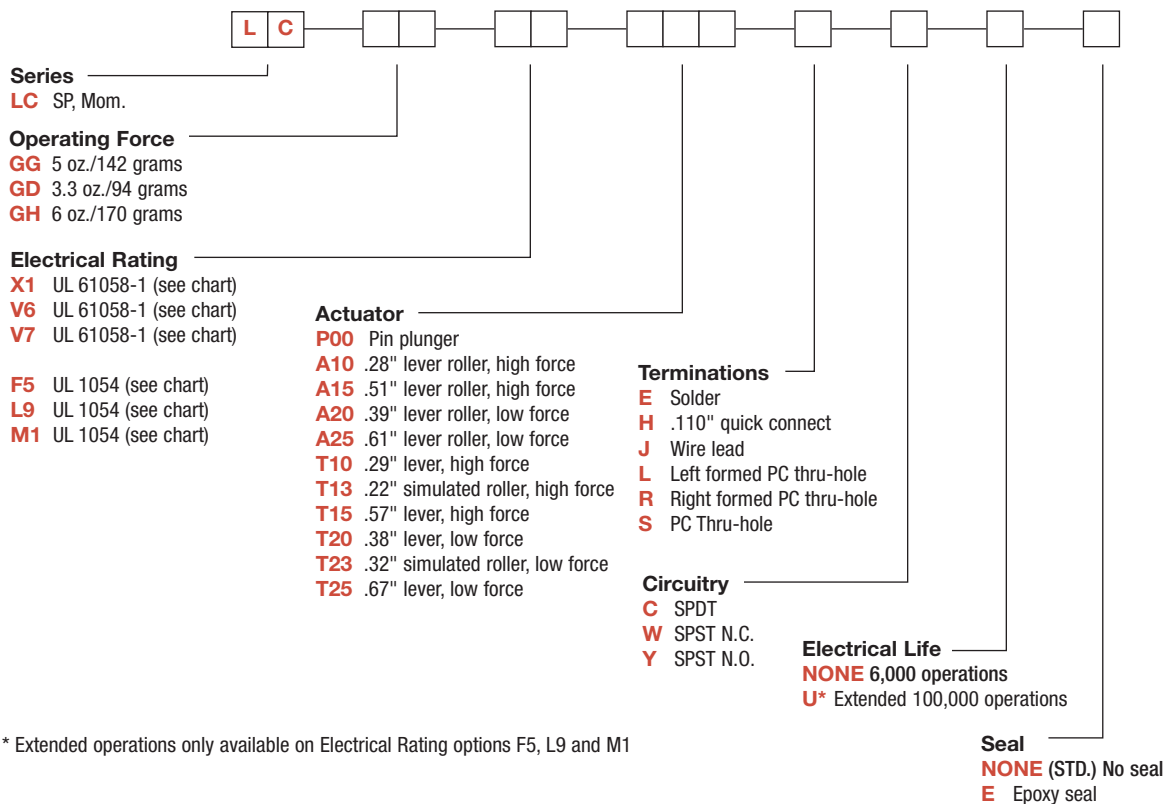 L C
Series
LC SP, Mom.
Operating Force
GG 5 oz./142 grams
GD 3.3 oz./94 grams
GH 6 oz./170 grams
Electrical Rating
X1 UL 61058-1 (see chart)
V6 UL 61058-1 (see chart)
V7 UL 61058-1 (see chart)
F5 UL 1054 (see chart)
L9 UL 1054 (see chart)
M1 UL 1054 (see chart)
Actuator
P00 Pin plunger
A10 .28" lever roller, high force
A15 .51" lever roller, high force
A20 .39" lever roller, low force
A25 .61" lever roller, low force
T10 .29" lever, high force
T13 .22" simulated roller, high force
T15 .57" lever, high force
T20 .38" lever, low force
T23 .32" simulated roller, low force
T25 .67" lever, low force
Terminations
E Solder
H .110" quick connect
J Wire lead
L Left formed PC thru-hole
R Right formed PC thru-hole
S PC Thru-hole
Circuitry
C SPDT
W SPST N.C.
Y SPST N.O.
Electrical Life
NONE 6,000 operations
U* Extended 100,000 operations
* Extended operations only available on Electrical Rating options F5, L9 and M1
Seal
NONE (STD.) No seal
E Epoxy seal